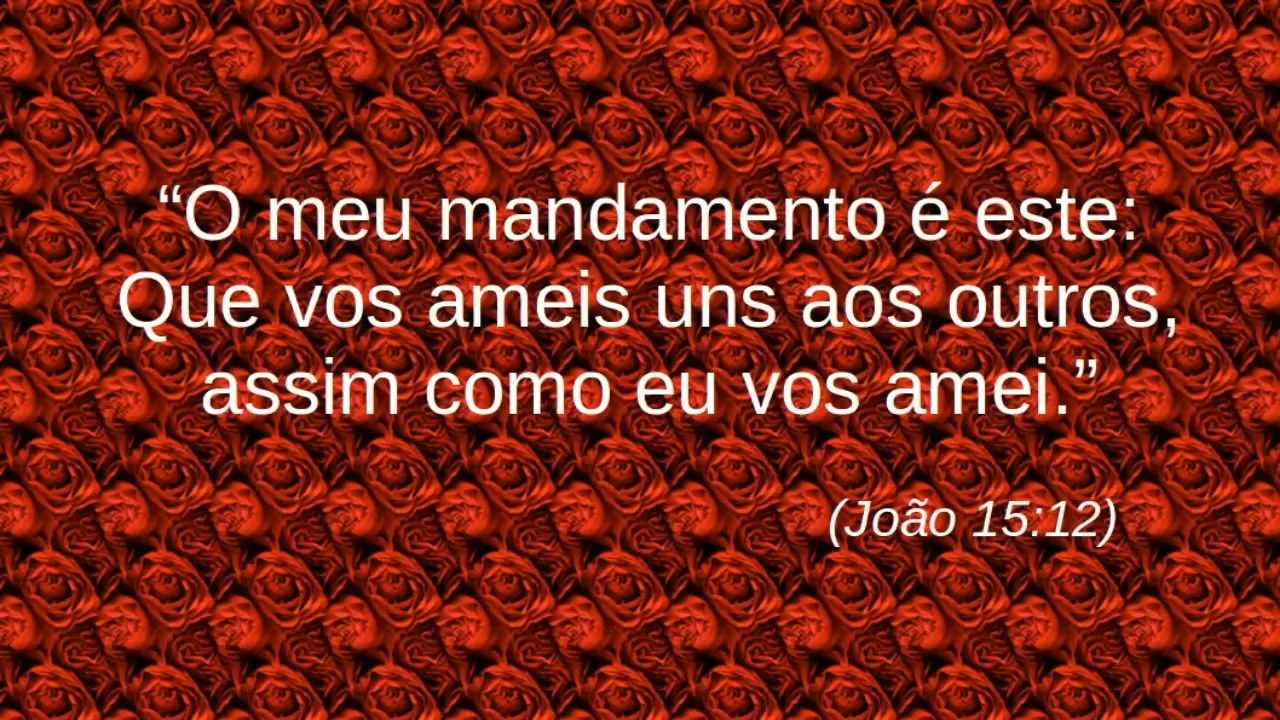 “O meu mandamento é este:
Que vos ameis uns aos outros,
assim como eu vos amei.”
(João 15:12)